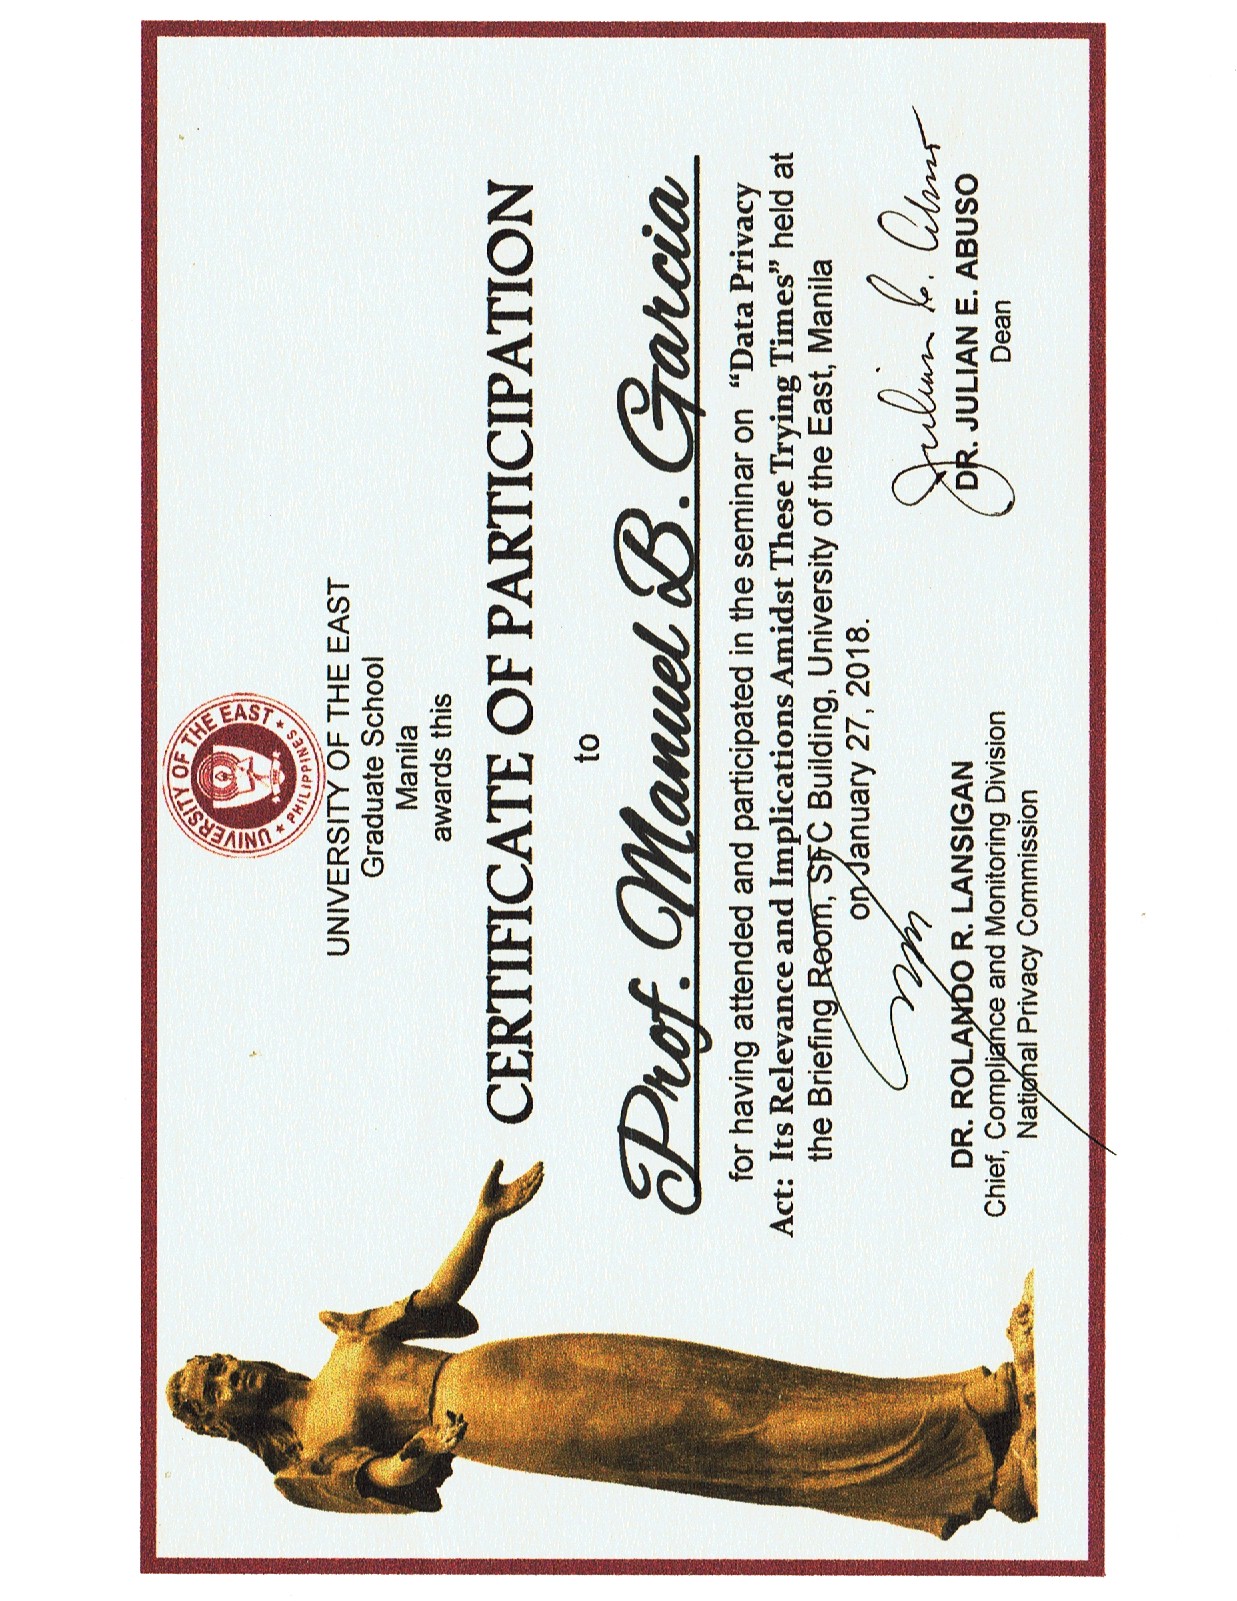 UNIVERSITY OF THE EAST
PHILIPPINES
UNIVERSITY OF THE EAST
Graduate School
Manila
awards this
CERTIFICATE OF PARTICIPATION
to
Prof. Manuel B. Garcia
for having attended and participated in the seminar on “Data Privacy
Act: Its Relevance and Implications Amidst These Trying Times” held at
the Briefing Room, SFC Building, University of the East, Manila
on January 27, 2018.
DR. ROLANDO R. LANSIGAN
Chief, Compliance and Monitoring Division
National Privacy Commission
DR. JULIAN E. ABUSO
Dean